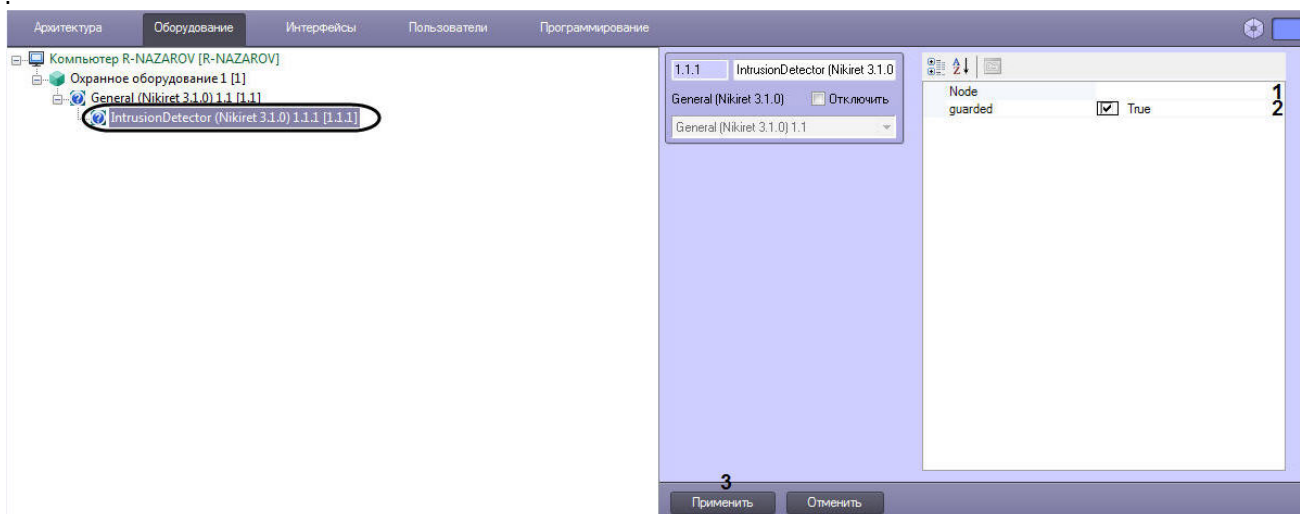 Архитектура Оборудование Интерфейсы Пользователи Программирование
Компьютер R-NAZAROV [R-NAZAROV]
Охранное оборудование 1 [1]
General (Nikiret 3.1.0) 1.1 [1.1]
IntrusionDetector (Nikiret 3.1.0) 1.1.1 [1.1.1]
1.1.1 IntrusionDetector (Nikiret 3.1.0
General (Nikiret 3.1.0) Отключить
General (Nikiret 3.1.0) 1.1
Node 1
guarded True 2
3
Применить Отменить